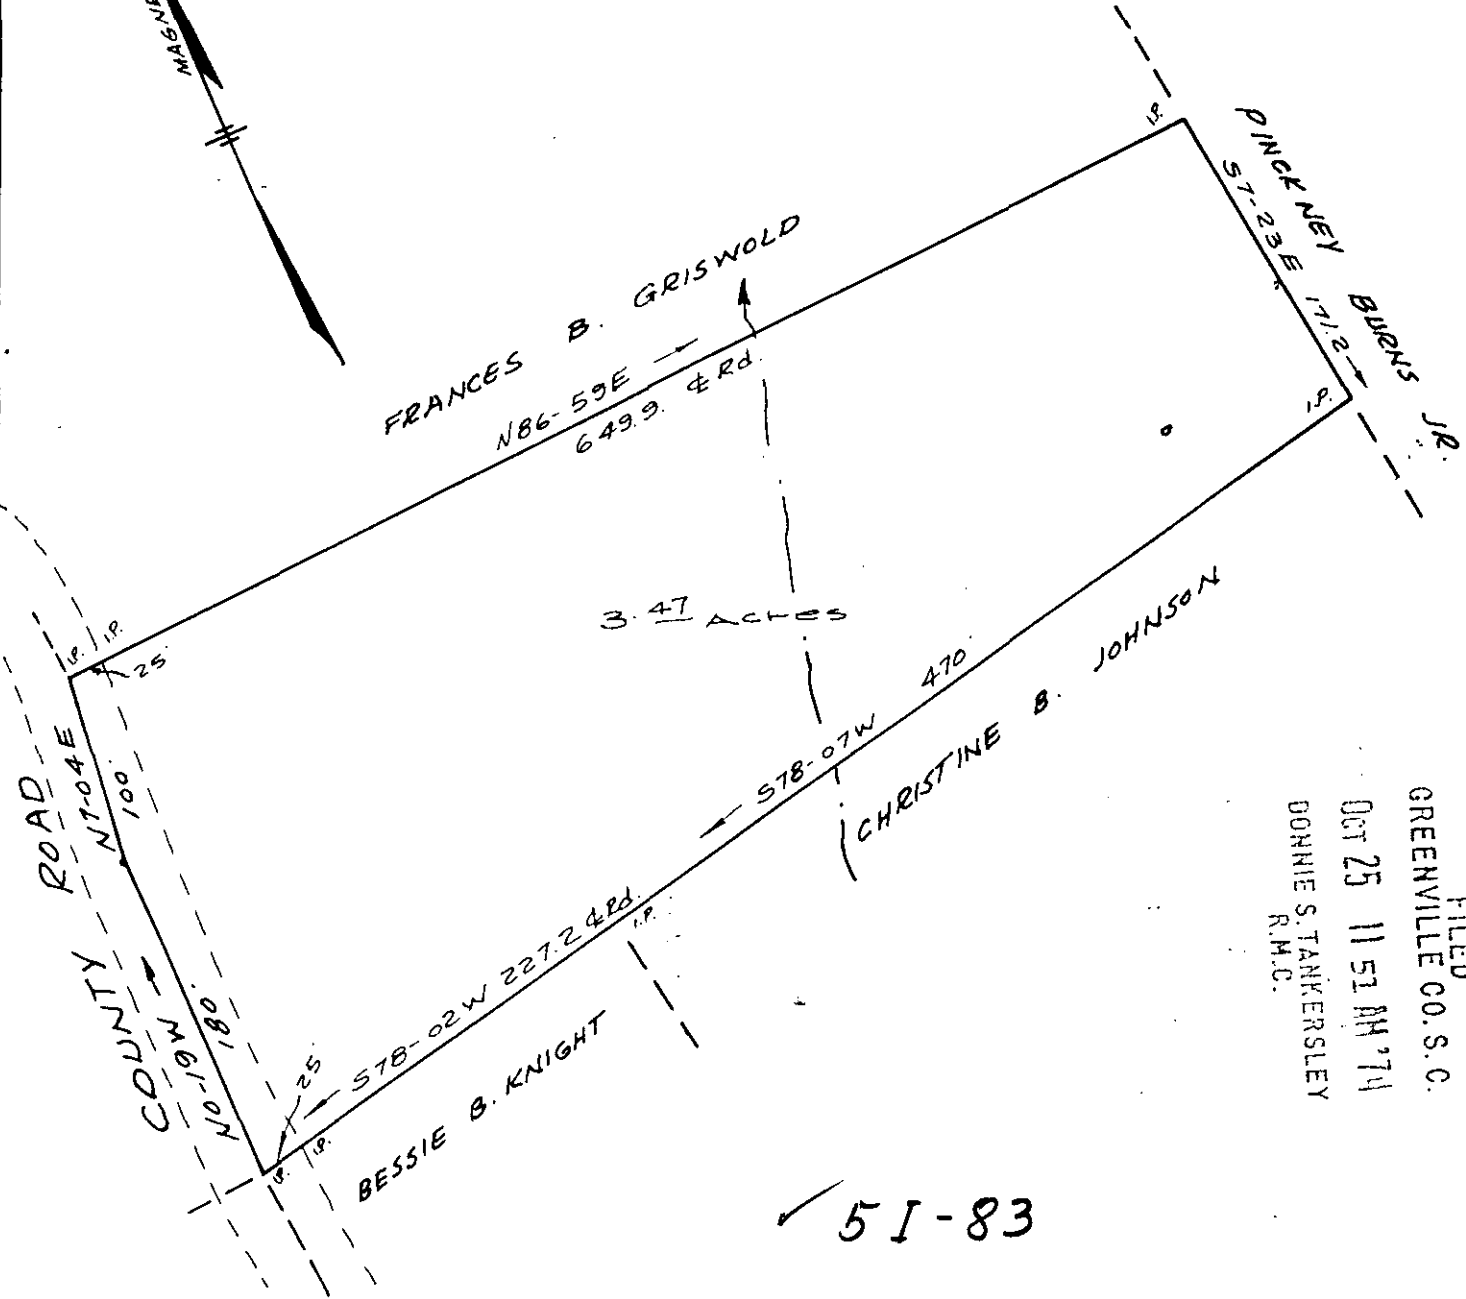 I.P.
PINCKNEY BURNS JR.
S7-23E 171.2
I.P.
FRANCES B. GRISWOLD
N86-59E
649.9. ℄ Rd.
3.47 Acres
I.P.
I.P.
25'
N7-04E
100'
COUNTY ROAD
N0-19W
180'
470'
S78-07W
CHRISTINE B. JOHNSON
I.P.
S78-02W 227.2 ℄ Rd.
BESSIE B. KNIGHT
25'
I.P.
I.P.
FILED
GREENVILLE CO. S. C.
OCT 25 11 51 AM '74
DONNIE S. TANKERSLEY
R.M.C.
✓ 5I-83